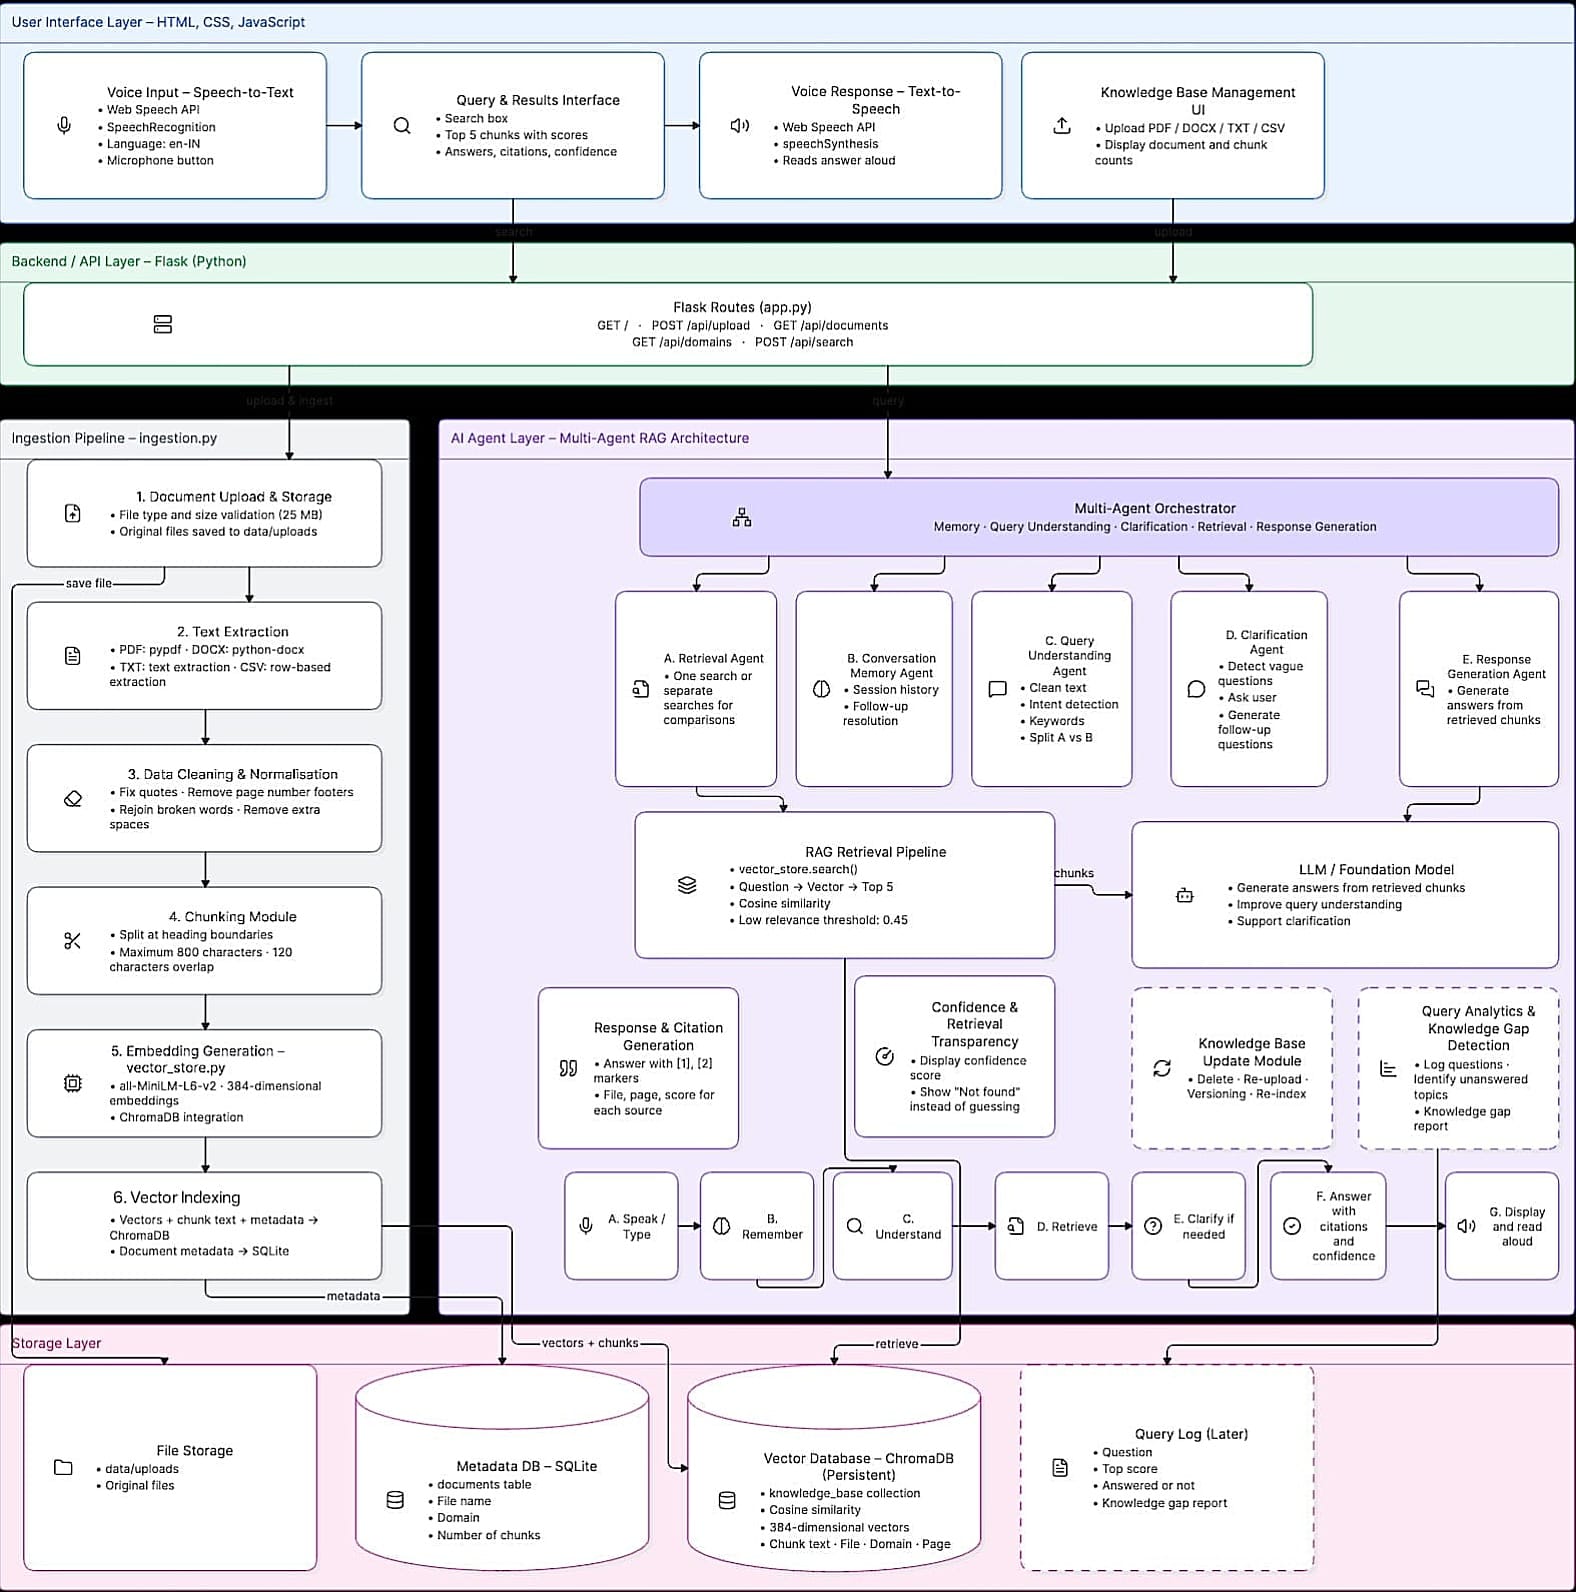 User Interface Layer – HTML, CSS, JavaScript
Voice Input – Speech-to-Text
• Web Speech API
• SpeechRecognition
• Language: en-IN
• Microphone button
Query & Results Interface
• Search box
• Top 5 chunks with scores
• Answers, citations, confidence
Voice Response – Text-to-
Speech
• Web Speech API
• speechSynthesis
• Reads answer aloud
Knowledge Base Management
UI
• Upload PDF / DOCX / TXT / CSV
• Display document and chunk
counts
search
upload
Backend / API Layer – Flask (Python)
Flask Routes (app.py)
GET / · POST /api/upload · GET /api/documents
GET /api/domains · POST /api/search
upload & ingest
query
Ingestion Pipeline – ingestion.py
1. Document Upload & Storage
• File type and size validation (25 MB)
• Original files saved to data/uploads
save file
2. Text Extraction
• PDF: pypdf · DOCX: python-docx
• TXT: text extraction · CSV: row-based
extraction
3. Data Cleaning & Normalisation
• Fix quotes · Remove page number footers
• Rejoin broken words · Remove extra
spaces
4. Chunking Module
• Split at heading boundaries
• Maximum 800 characters · 120
characters overlap
5. Embedding Generation –
vector_store.py
• all-MiniLM-L6-v2 · 384-dimensional
embeddings
• ChromaDB integration
6. Vector Indexing
• Vectors + chunk text + metadata →
ChromaDB
• Document metadata → SQLite
metadata
AI Agent Layer – Multi-Agent RAG Architecture
Multi-Agent Orchestrator
Memory · Query Understanding · Clarification · Retrieval · Response Generation
A. Retrieval Agent
• One search or
separate
searches for
comparisons
B. Conversation
Memory Agent
• Session history
• Follow-up
resolution
C. Query
Understanding
Agent
• Clean text
• Intent detection
• Keywords
• Split A vs B
D. Clarification
Agent
• Detect vague
questions
• Ask user
• Generate
follow-up
questions
E. Response
Generation Agent
• Generate
answers from
retrieved chunks
RAG Retrieval Pipeline
• vector_store.search()
• Question → Vector → Top 5
• Cosine similarity
• Low relevance threshold: 0.45
chunks
LLM / Foundation Model
• Generate answers from retrieved chunks
• Improve query understanding
• Support clarification
Response & Citation
Generation
• Answer with [1], [2]
markers
• File, page, score for
each source
Confidence &
Retrieval
Transparency
• Display confidence
score
• Show "Not found"
instead of guessing
Knowledge Base
Update Module
• Delete · Re-upload ·
Versioning · Re-index
Query Analytics &
Knowledge Gap
Detection
• Log questions ·
Identify unanswered
topics
• Knowledge gap
report
A. Speak /
Type
B.
Remember
C.
Understand
D. Retrieve
E. Clarify if
needed
F. Answer
with
citations
and
confidence
G. Display
and read
aloud
Storage Layer
vectors + chunks
retrieve
File Storage
• data/uploads
• Original files
Metadata DB – SQLite
• documents table
• File name
• Domain
• Number of chunks
Vector Database – ChromaDB
(Persistent)
• knowledge_base collection
• Cosine similarity
• 384-dimensional vectors
• Chunk text · File · Domain · Page
Query Log (Later)
• Question
• Top score
• Answered or not
• Knowledge gap report